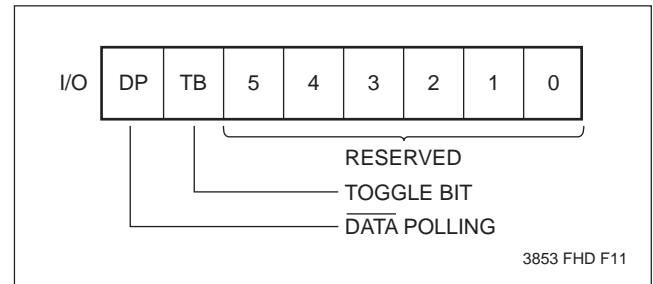 I/O DP TB 5 4 3 2 1 0
RESERVED
TOGGLE BIT
DATA POLLING
3853 FHD F11